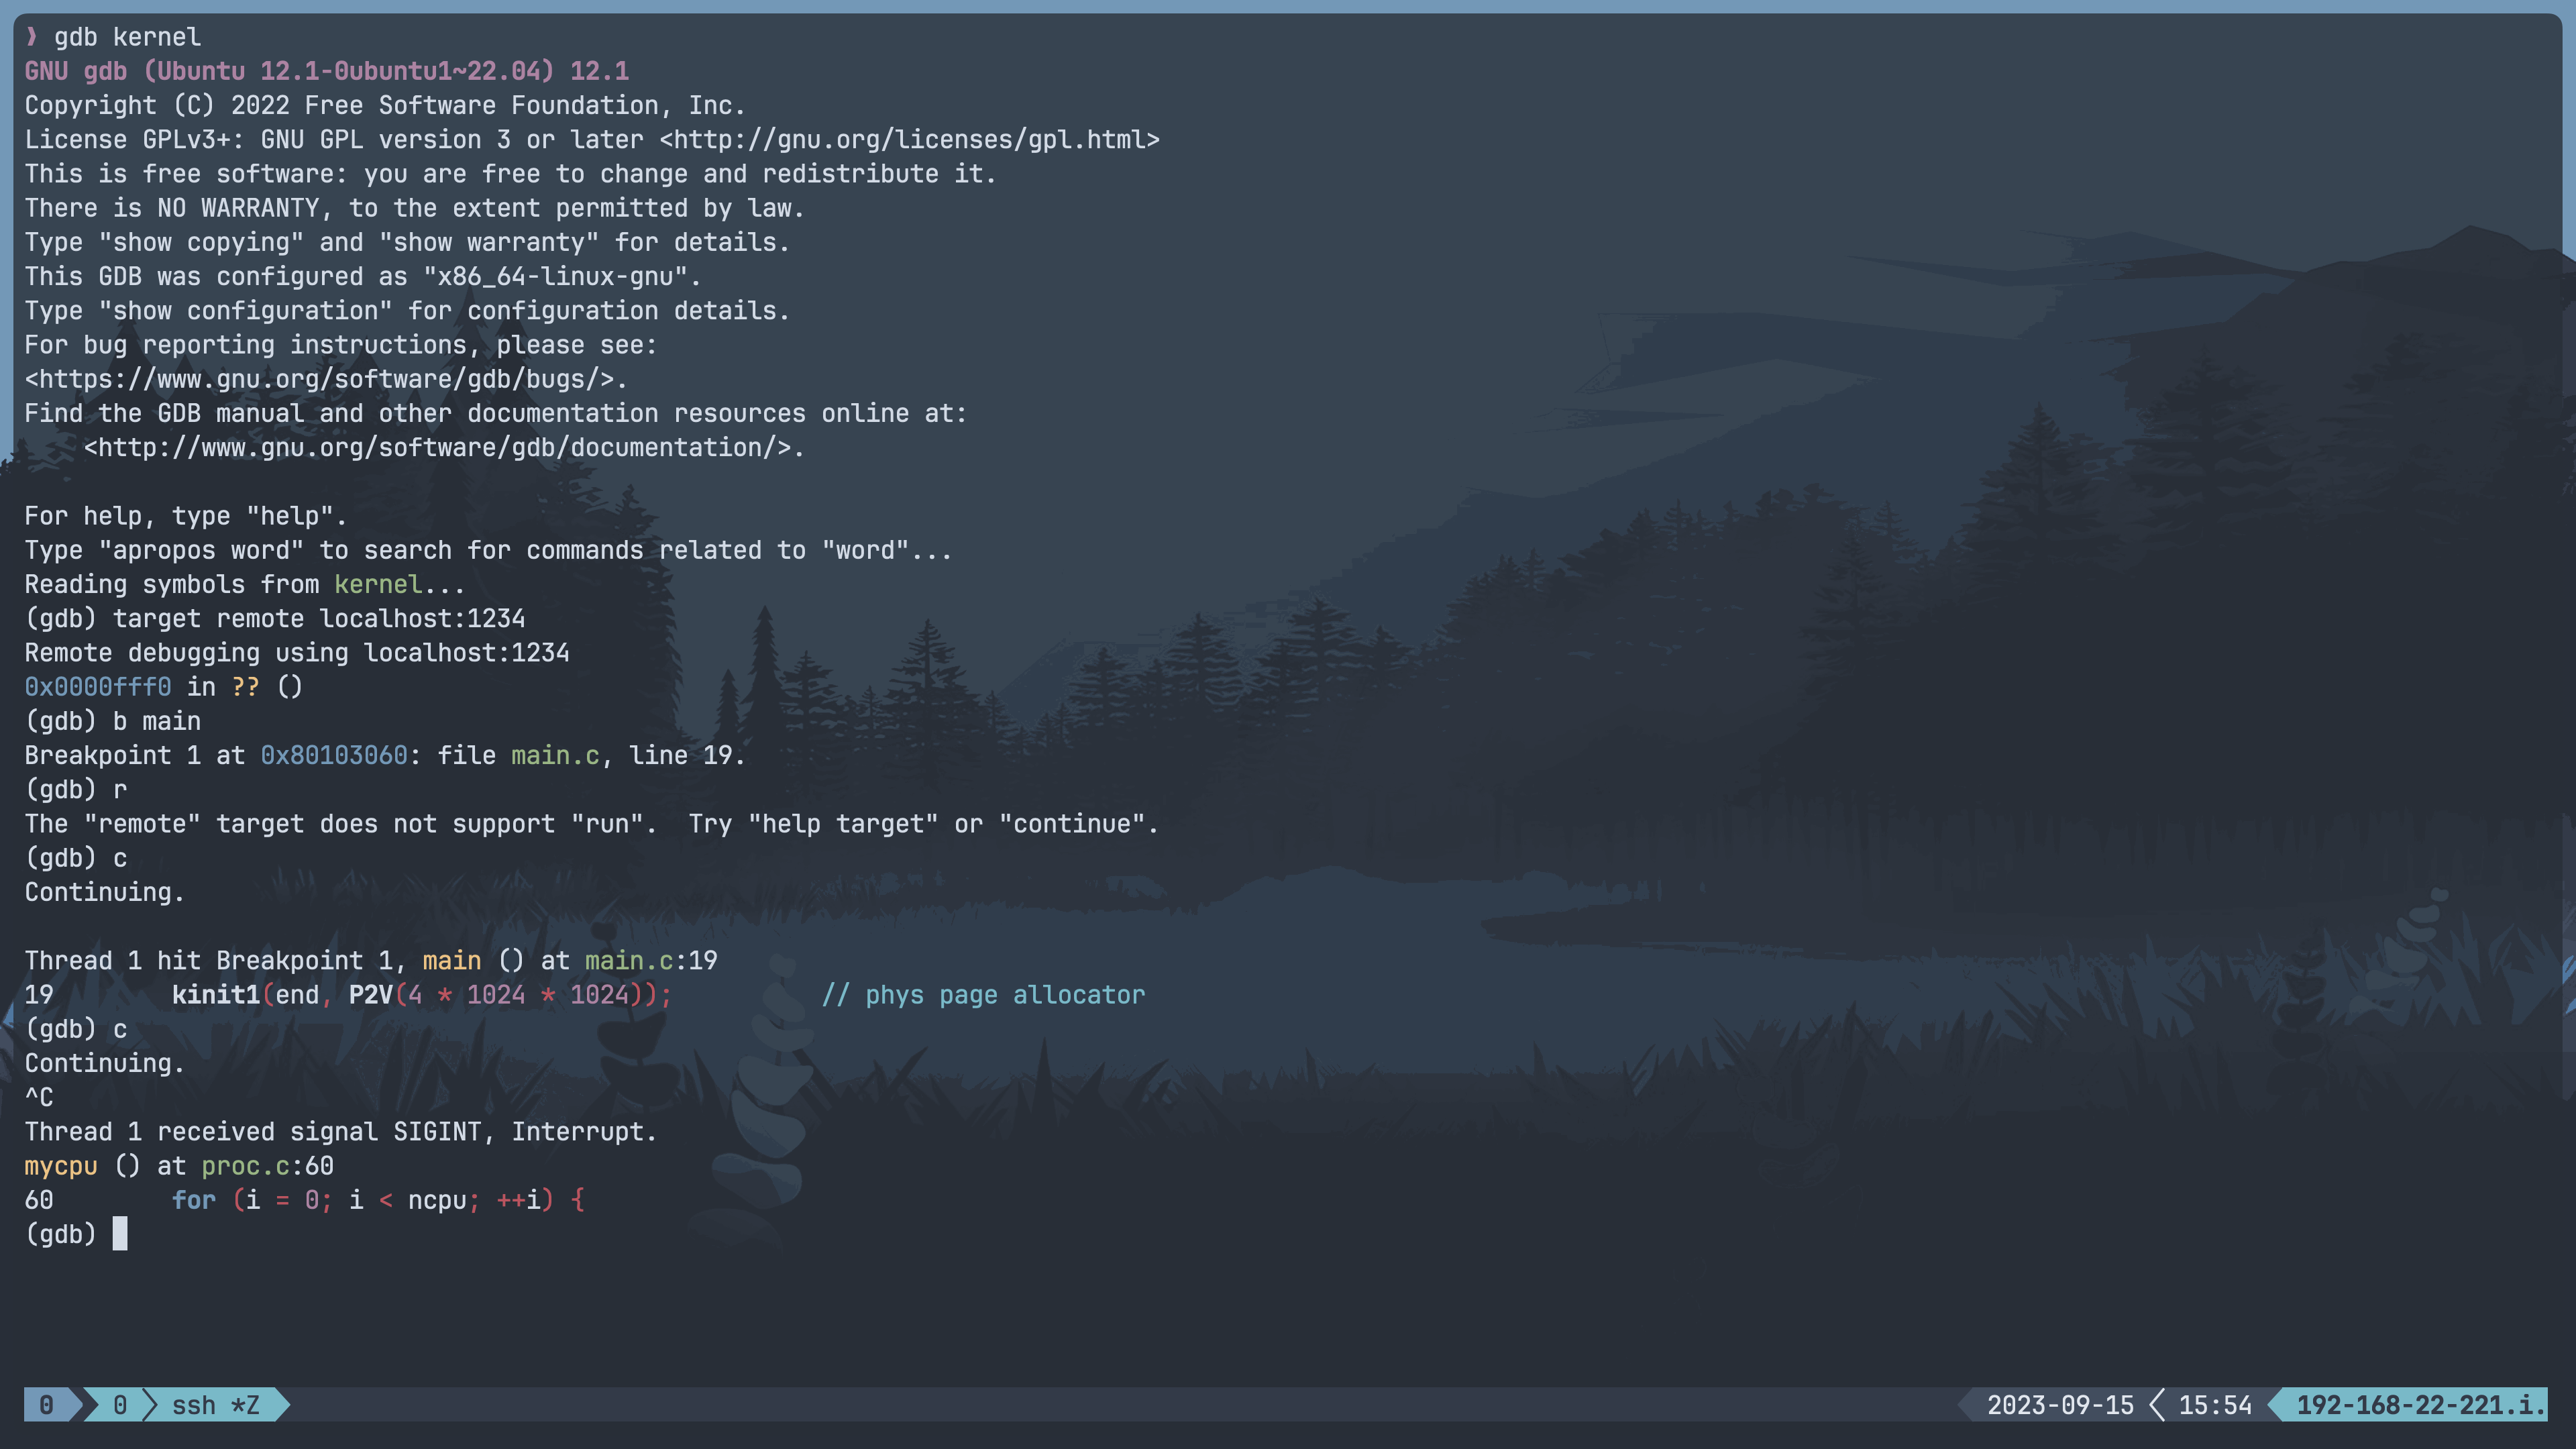 ❯ gdb kernel
GNU gdb (Ubuntu 12.1-0ubuntu1~22.04) 12.1
Copyright (C) 2022 Free Software Foundation, Inc.
License GPLv3+: GNU GPL version 3 or later <http://gnu.org/licenses/gpl.html>
This is free software: you are free to change and redistribute it.
There is NO WARRANTY, to the extent permitted by law.
Type "show copying" and "show warranty" for details.
This GDB was configured as "x86_64-linux-gnu".
Type "show configuration" for configuration details.
For bug reporting instructions, please see:
<https://www.gnu.org/software/gdb/bugs/>.
Find the GDB manual and other documentation resources online at:
    <http://www.gnu.org/software/gdb/documentation/>.

For help, type "help".
Type "apropos word" to search for commands related to "word"...
Reading symbols from kernel...
(gdb) target remote localhost:1234
Remote debugging using localhost:1234
0x0000fff0 in ?? ()
(gdb) b main
Breakpoint 1 at 0x80103060: file main.c, line 19.
(gdb) r
The "remote" target does not support "run".  Try "help target" or "continue".
(gdb) c
Continuing.

Thread 1 hit Breakpoint 1, main () at main.c:19
19        kinit1(end, P2V(4 * 1024 * 1024));          // phys page allocator
(gdb) c
Continuing.
^C
Thread 1 received signal SIGINT, Interrupt.
mycpu () at proc.c:60
60        for (i = 0; i < ncpu; ++i) {
(gdb)
0 0 ssh *Z 2023-09-15 15:54 192-168-22-221.i.